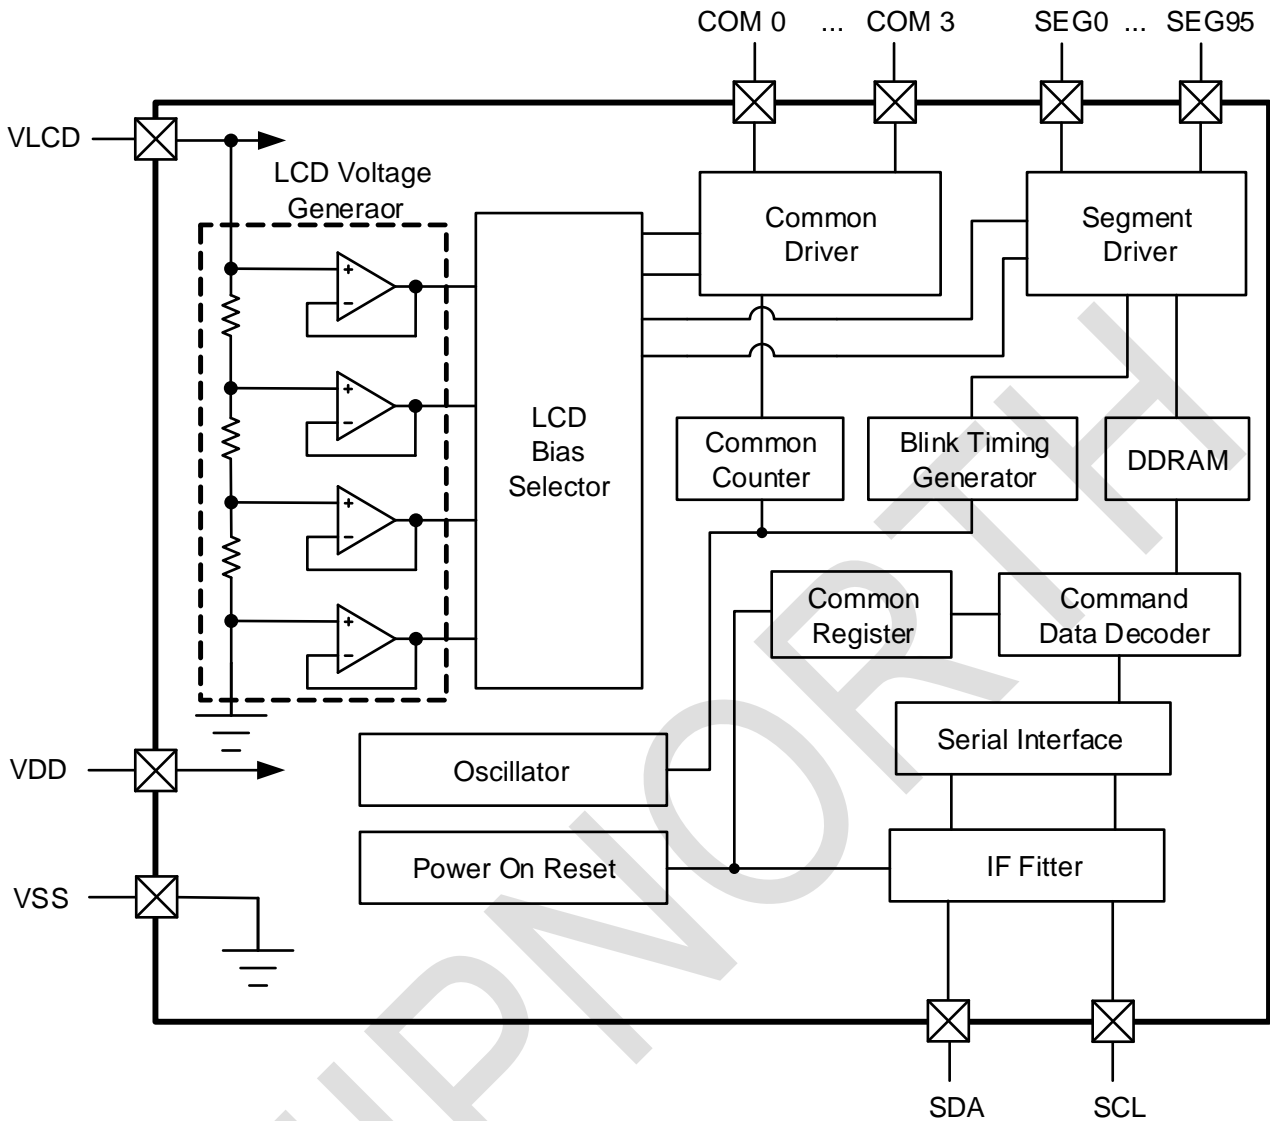 COM 0 ... COM 3 SEG0 ... SEG95
VLCD
LCD Voltage
Generaor
Common
Driver
Segment
Driver
+
−
+
−
+
−
+
−
LCD
Bias
Selector
Common
Counter
Blink Timing
Generator
DDRAM
Common
Register
Command
Data Decoder
Serial Interface
VDD
Oscillator
Power On Reset
IF Fitter
VSS
SDA SCL